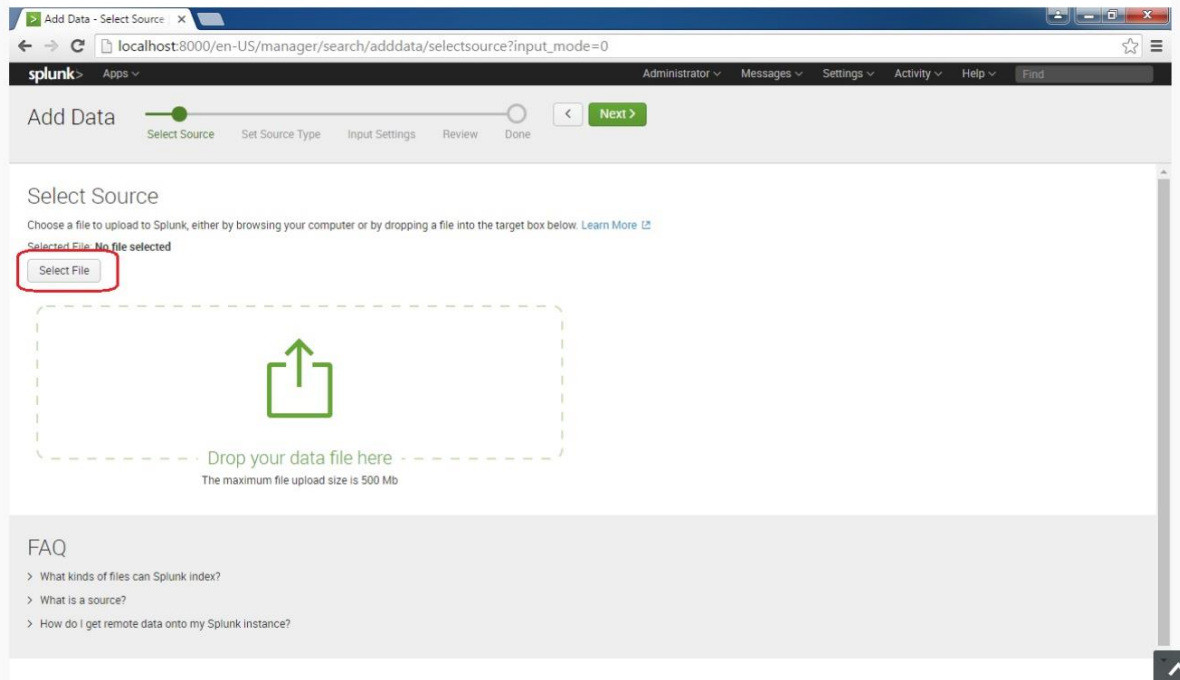 Add Data - Select Source
localhost:8000/en-US/manager/search/adddata/selectsource?input_mode=0
splunk> Apps Administrator Messages Settings Activity Help Find
Add Data
Select Source Set Source Type Input Settings Review Done < Next >
Select Source
Choose a file to upload to Splunk, either by browsing your computer or by dropping a file into the target box below. Learn More
Selected File: No file selected
Select File
Drop your data file here
The maximum file upload size is 500 Mb
FAQ
> What kinds of files can Splunk index?
> What is a source?
> How do I get remote data onto my Splunk instance?